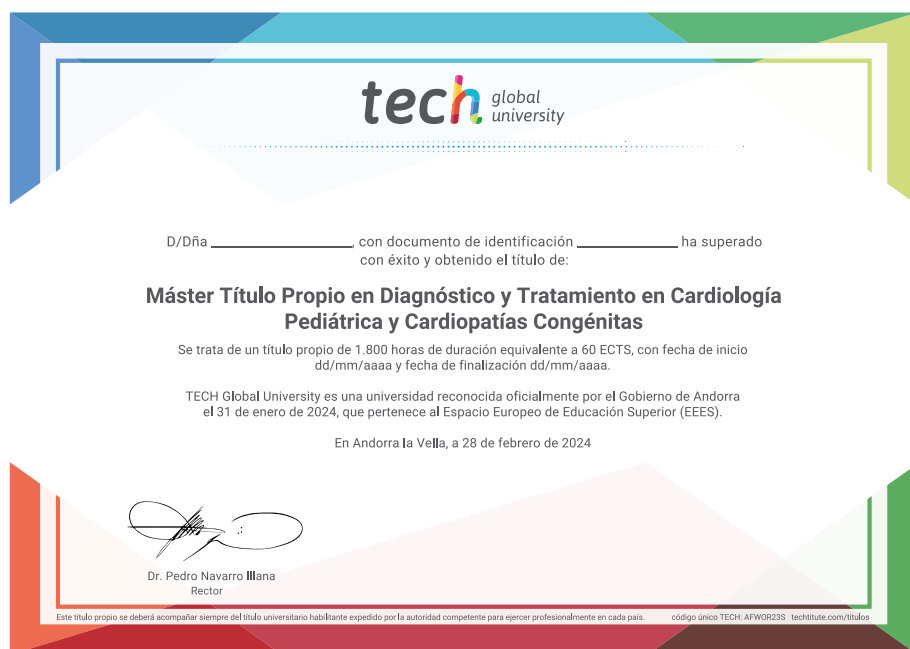 tech global university
D/Dña ______________, con documento de identificación ______________ ha superado
con éxito y obtenido el título de:
Máster Título Propio en Diagnóstico y Tratamiento en Cardiología
Pediátrica y Cardiopatías Congénitas
Se trata de un título propio de 1.800 horas de duración equivalente a 60 ECTS, con fecha de inicio
dd/mm/aaaa y fecha de finalización dd/mm/aaaa.
TECH Global University es una universidad reconocida oficialmente por el Gobierno de Andorra
el 31 de enero de 2024, que pertenece al Espacio Europeo de Educación Superior (EEES).
En Andorra la Vella, a 28 de febrero de 2024
Dr. Pedro Navarro Illana
Rector
Este título propio se deberá acompañar siempre del título universitario habilitante expedido por la autoridad competente para ejercer profesionalmente en cada país. código único TECH: AFWOR23S techtitute.com/titulos